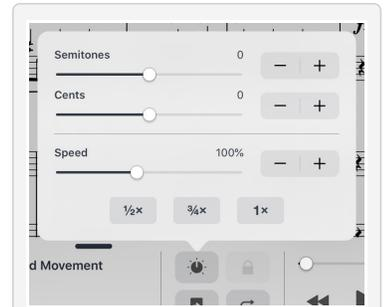 Semitones 0
Cents 0
Speed 100%
½× ¾× 1×
d Movement